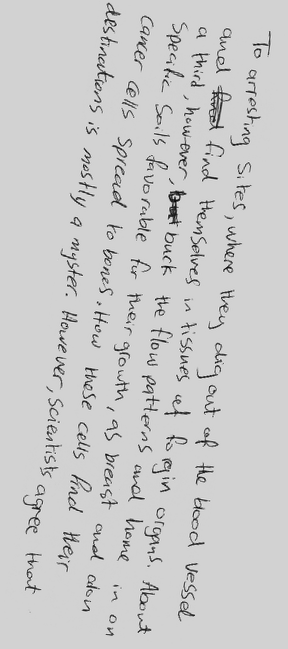 To arresting Sites, where they dig out of the blood vessel
and find themselves in tissues of forgin organs. About
a third, however, buck the flow patterns and home in on
Specific Soils favorable for their growth, as breast and
cancer cells spread to bones. How these cells find their
destinations is mostly a myster. However, Scientists agree that